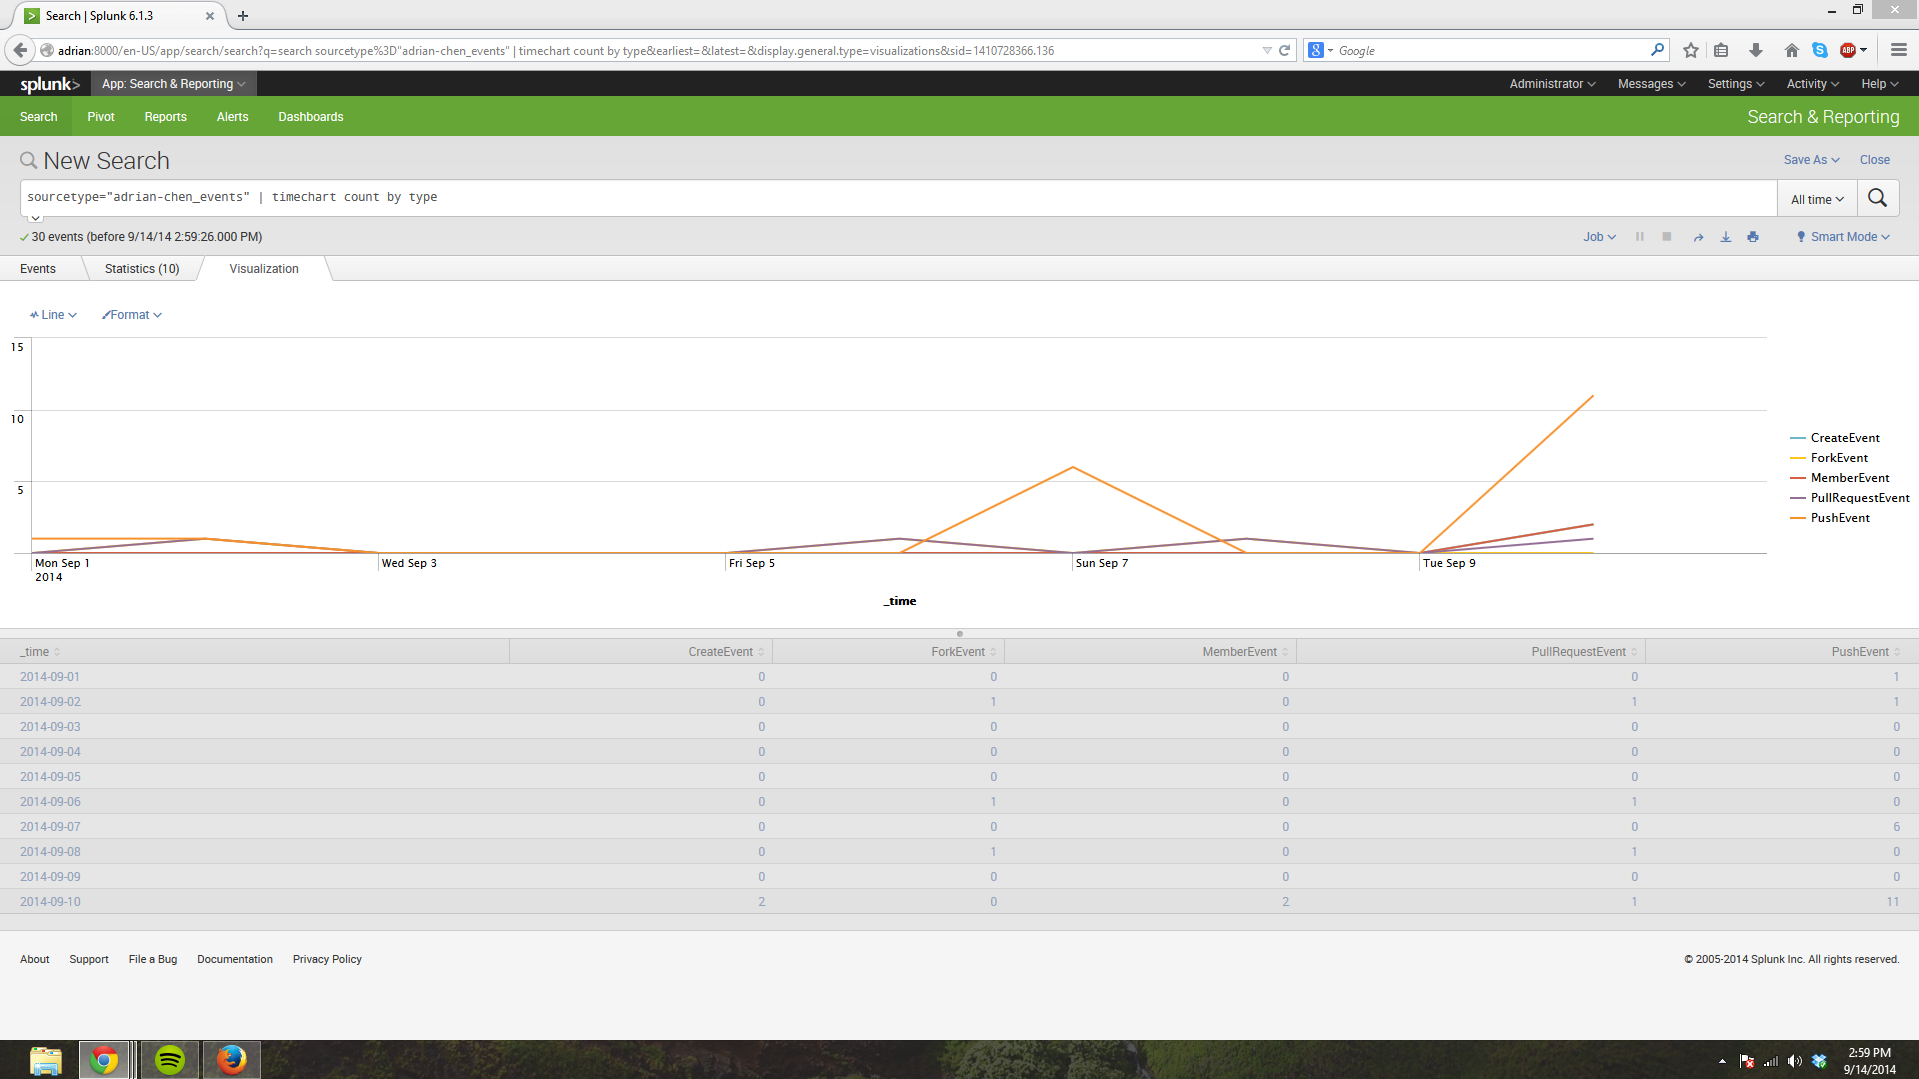 Search | Splunk 6.1.3
adrian:8000/en-US/app/search/search?q=search sourcetype%3D"adrian-chen_events" | timechart count by type&earliest=&latest=&display.general.type=visualizations&sid=1410728366.136
Google
ABP
splunk> App: Search & Reporting
Administrator Messages Settings Activity Help
Search Pivot Reports Alerts Dashboards
Search & Reporting
New Search
Save As Close
sourcetype="adrian-chen_events" | timechart count by type
All time
30 events (before 9/14/14 2:59:26.000 PM)
Job
Smart Mode
Events Statistics (10) Visualization
Line Format
15
10
5
CreateEvent
ForkEvent
MemberEvent
PullRequestEvent
PushEvent
Mon Sep 1 Wed Sep 3 Fri Sep 5 Sun Sep 7 Tue Sep 9
2014
_time
_time CreateEvent ForkEvent MemberEvent PullRequestEvent PushEvent
2014-09-01 0 0 0 0 1
2014-09-02 0 1 0 1 1
2014-09-03 0 0 0 0 0
2014-09-04 0 0 0 0 0
2014-09-05 0 0 0 0 0
2014-09-06 0 1 0 1 0
2014-09-07 0 0 0 0 6
2014-09-08 0 1 0 1 0
2014-09-09 0 0 0 0 0
2014-09-10 2 0 2 1 11
About Support File a Bug Documentation Privacy Policy
© 2005-2014 Splunk Inc. All rights reserved.
2:59 PM
9/14/2014